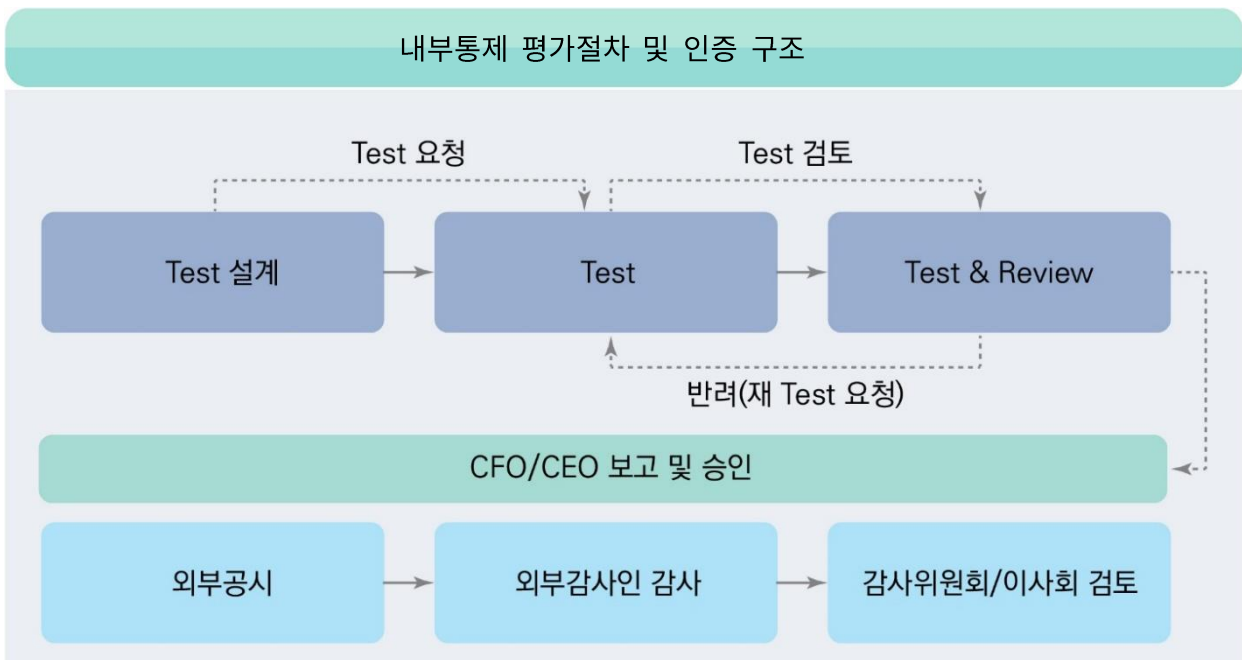 내부통제 평가절차 및 인증 구조
Test 요청
Test 검토
Test 설계
Test
Test & Review
반려(재 Test 요청)
CFO/CEO 보고 및 승인
외부공시
외부감사인 감사
감사위원회/이사회 검토